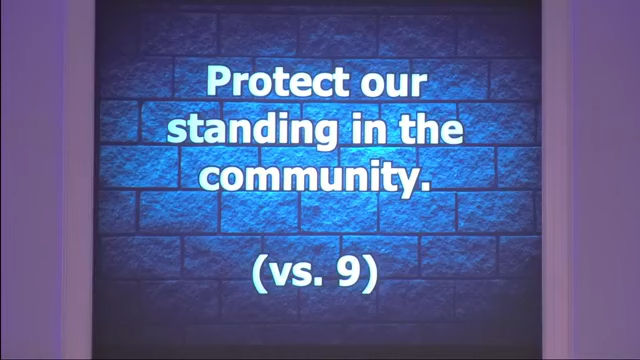 Protect our
standing in the
community.
(vs. 9)